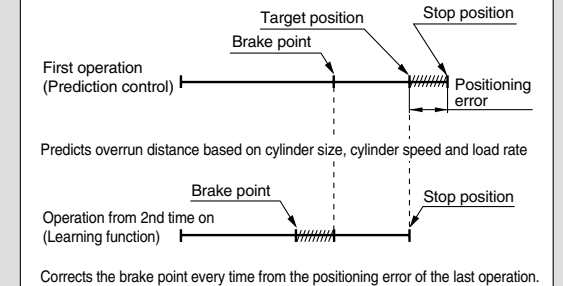 Target position
Stop position
Brake point
First operation
(Prediction control)
Positioning
error
Predicts overrun distance based on cylinder size, cylinder speed and load rate
Brake point
Stop position
Operation from 2nd time on
(Learning function)
Corrects the brake point every time from the positioning error of the last operation.